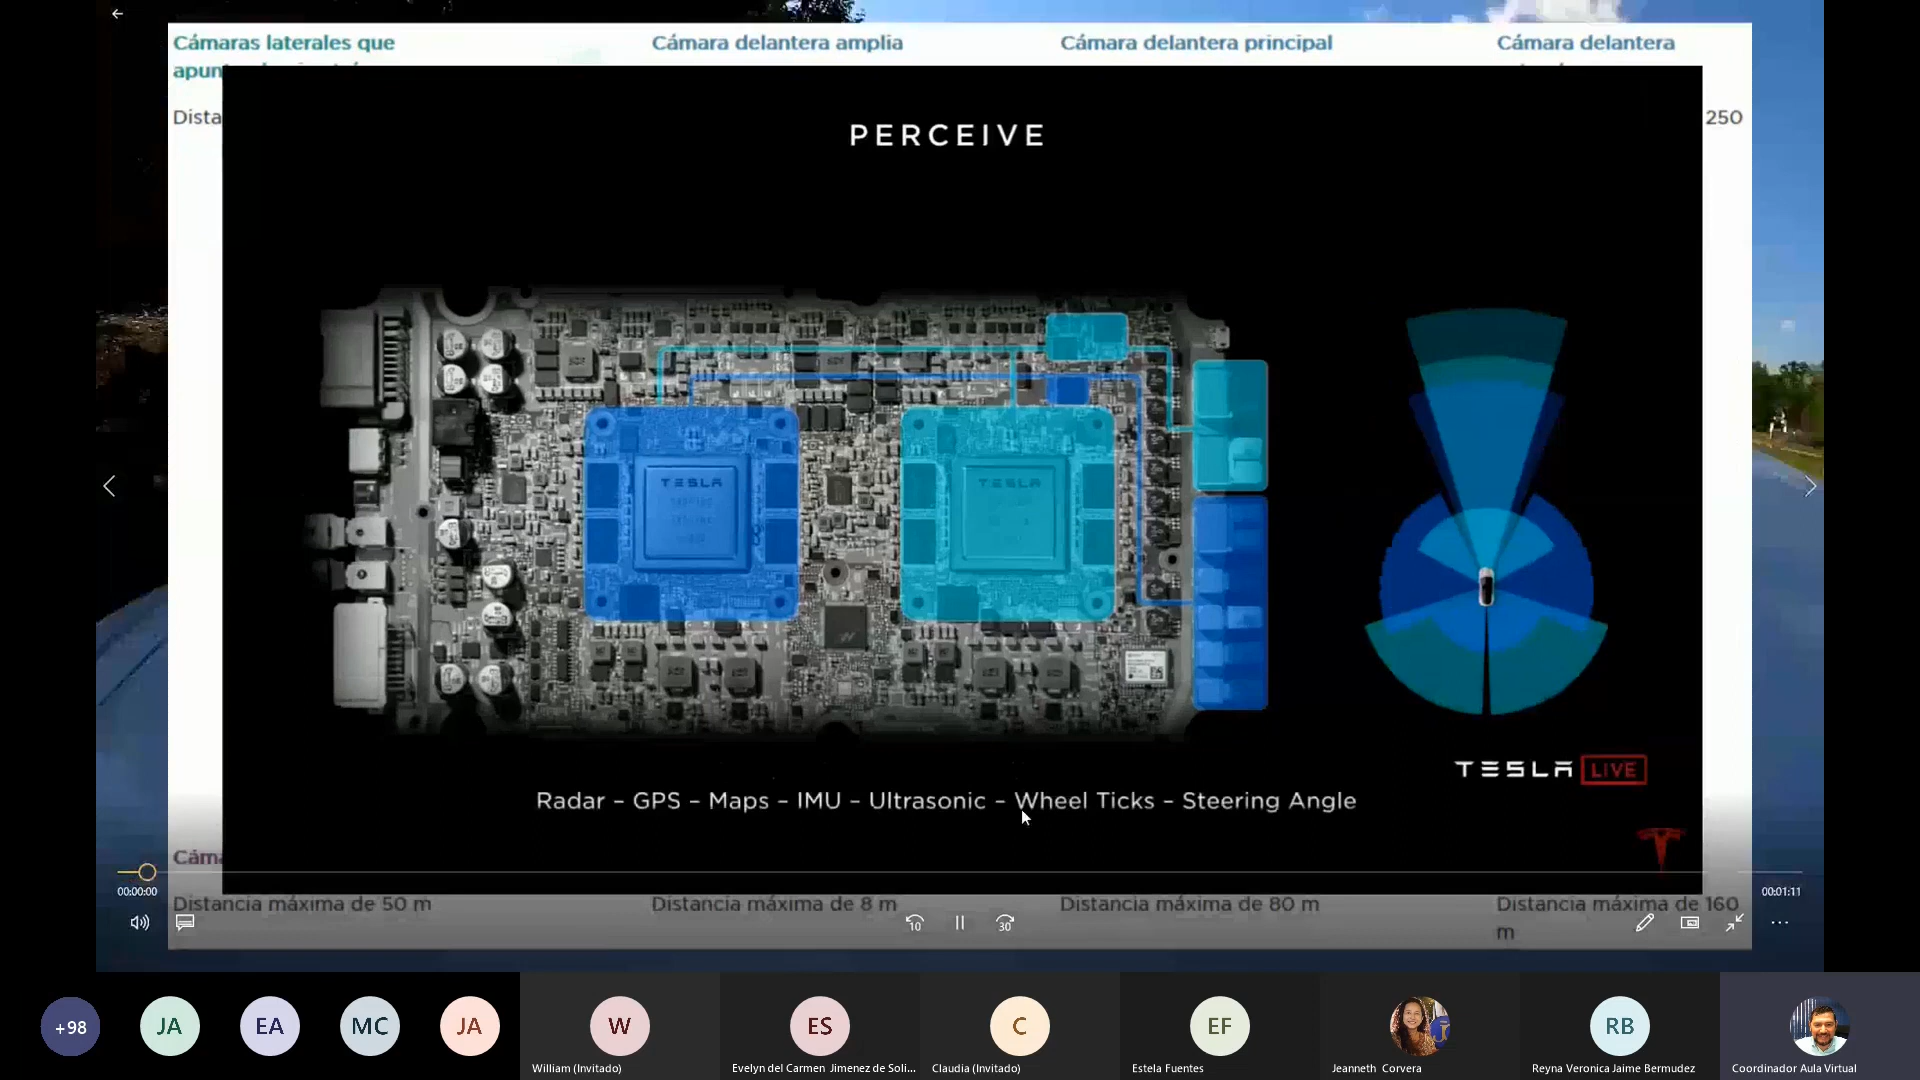 Cámaras laterales que
Cámara delantera amplia
Cámara delantera principal
Cámara delantera
apun
Dista
250
PERCEIVE
TESLA
TESLA
TESLA LIVE
Radar – GPS – Maps – IMU – Ultrasonic – Wheel Ticks – Steering Angle
Cáma
00:00:00
00:01:11
Distancia máxima de 50 m
Distancia máxima de 8 m
Distancia máxima de 80 m
Distancia máxima de 160
m
10
30
+98
JA
EA
MC
JA
W
ES
C
EF
RB
William (Invitado)
Evelyn del Carmen Jimenez de Soli...
Claudia (Invitado)
Estela Fuentes
Jeanneth Corvera
Reyna Veronica Jaime Bermudez
Coordinador Aula Virtual